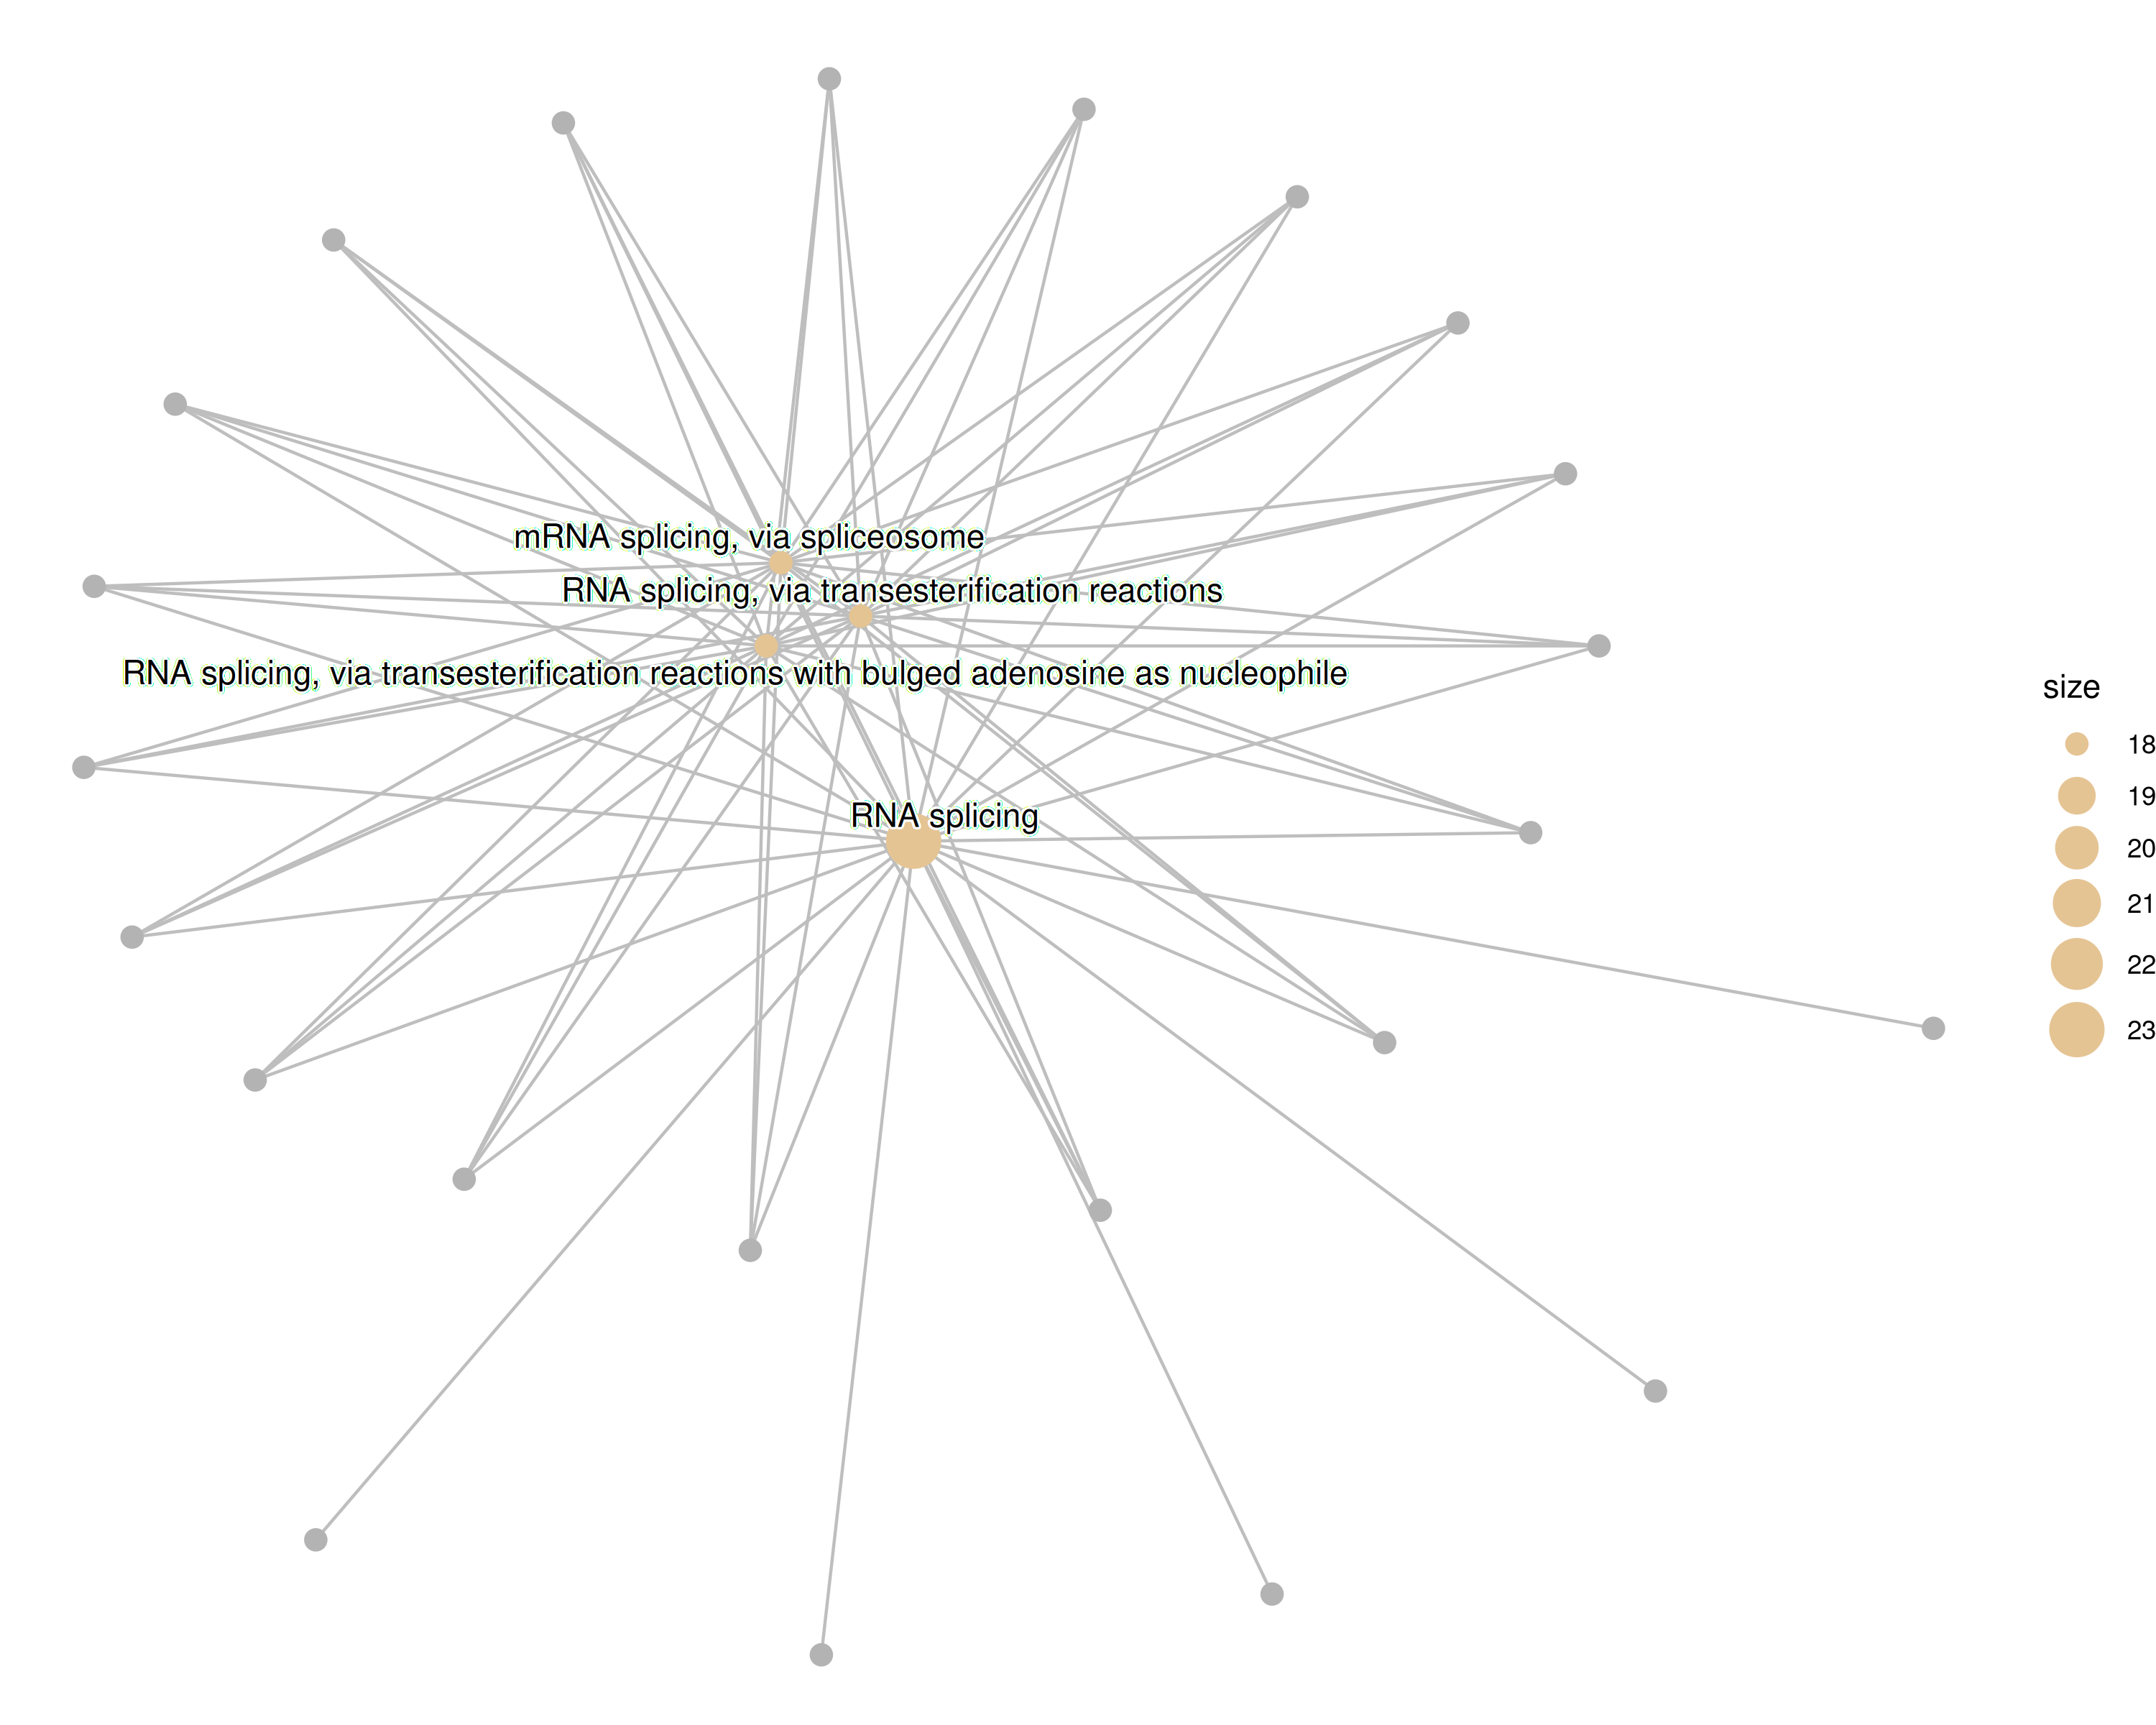 mRNA splicing, via spliceosome
RNA splicing, via transesterification reactions
RNA splicing, via transesterification reactions with bulged adenosine as nucleophile
RNA splicing
size
18
19
20
21
22
23